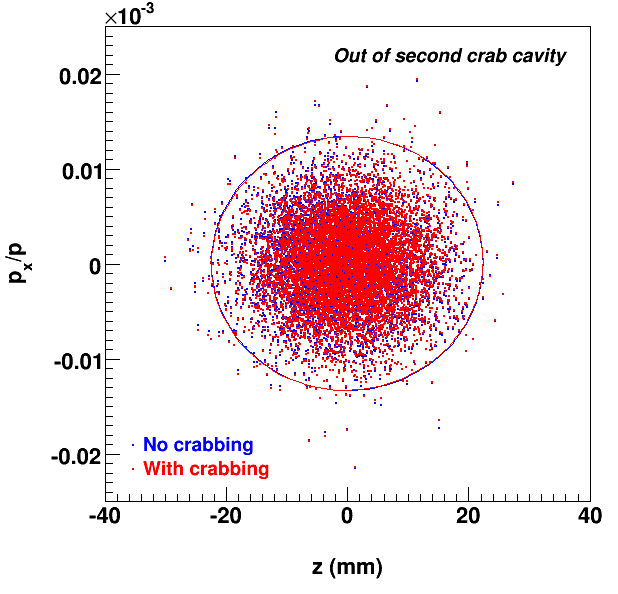 ×10⁻³
Out of second crab cavity
0.02
0.01
0
-0.01
-0.02
pₓ/p
No crabbing
With crabbing
-40 -20 0 20 40
z (mm)